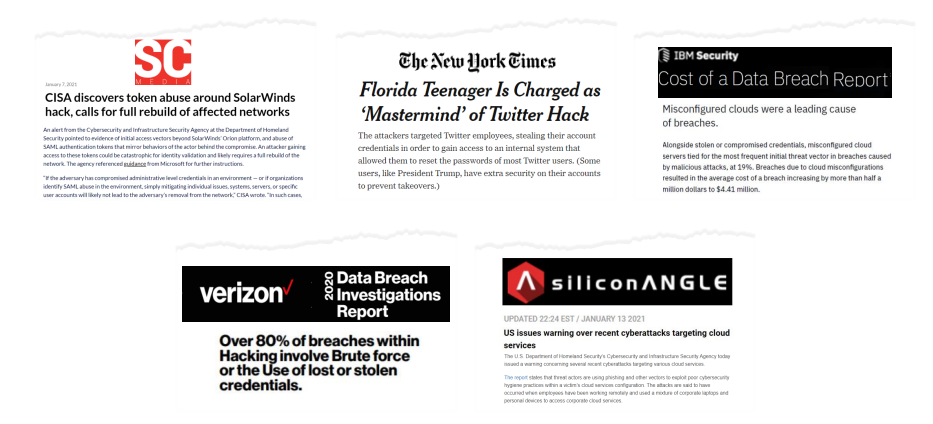 SC
MEDIA
January 7, 2021
CISA discovers token abuse around SolarWinds
hack, calls for full rebuild of affected networks
An alert from the Cybersecurity and Infrastructure Security Agency at the Department of Homeland
Security pointed to evidence of initial access vectors beyond SolarWinds' Orion platform, and abuse of
SAML authentication tokens that mirror behaviors of the actor behind the compromise. An attacker gaining
access to these tokens could be catastrophic for identity validation and likely requires a full rebuild of the
network. The agency referenced guidance from Microsoft for further instructions.
"If the adversary has compromised administrative level credentials in an environment — or if organizations
identify SAML abuse in the environment, simply mitigating individual issues, systems, servers, or specific
user accounts will likely not lead to the adversary's removal from the network," CISA wrote. "In such cases,
The New York Times
Florida Teenager Is Charged as
'Mastermind' of Twitter Hack
The attackers targeted Twitter employees, stealing their account
credentials in order to gain access to an internal system that
allowed them to reset the passwords of most Twitter users. (Some
users, like President Trump, have extra security on their accounts
to prevent takeovers.)
IBM Security
Cost of a Data Breach Report
Misconfigured clouds were a leading cause
of breaches.
Alongside stolen or compromised credentials, misconfigured cloud
servers tied for the most frequent initial threat vector in breaches caused
by malicious attacks, at 19%. Breaches due to cloud misconfigurations
resulted in the average cost of a breach increasing by more than half a
million dollars to $4.41 million.
verizon✓
2020 Data Breach
Investigations
Report
Over 80% of breaches within
Hacking involve Brute force
or the Use of lost or stolen
credentials.
siliconANGLE
UPDATED 22:24 EST / JANUARY 13 2021
US issues warning over recent cyberattacks targeting cloud
services
The U.S. Department of Homeland Security's Cybersecurity and Infrastructure Security Agency today
issued a warning concerning several recent cyberattacks targeting various cloud services.
The report states that threat actors are using phishing and other vectors to exploit poor cybersecurity
hygiene practices within a victim's cloud services configuration. The attacks are said to have
occurred when employees have been working remotely and used a mixture of corporate laptops and
personal devices to access corporate cloud services.